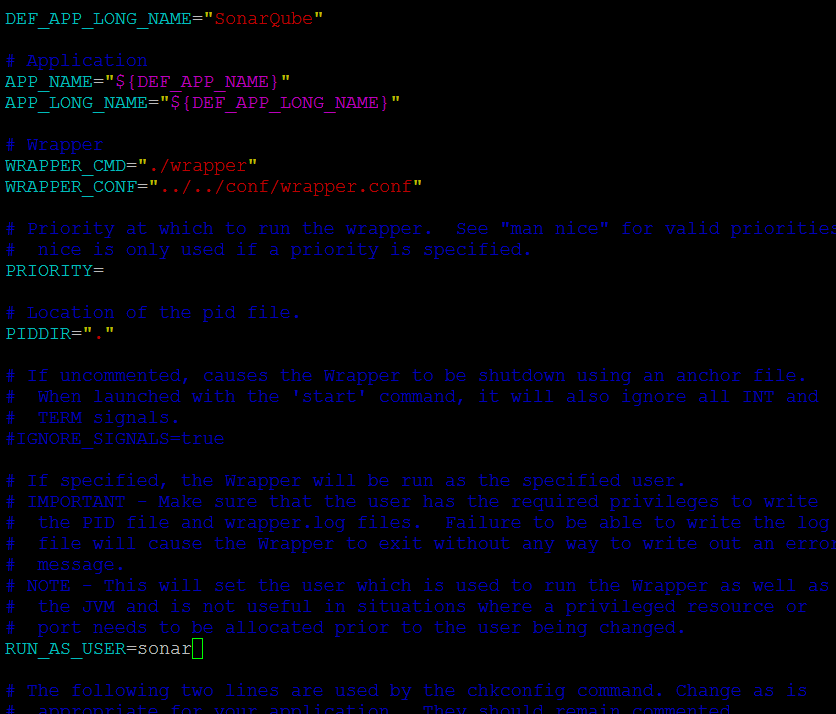 DEF_APP_LONG_NAME="SonarQube"
# Application
APP_NAME="${DEF_APP_NAME}"
APP_LONG_NAME="${DEF_APP_LONG_NAME}"
# Wrapper
WRAPPER_CMD="./wrapper"
WRAPPER_CONF="../../conf/wrapper.conf"
# Priority at which to run the wrapper.  See "man nice" for valid priorities
#  nice is only used if a priority is specified.
PRIORITY=
# Location of the pid file.
PIDDIR="."
# If uncommented, causes the Wrapper to be shutdown using an anchor file.
#  When launched with the 'start' command, it will also ignore all INT and
#  TERM signals.
#IGNORE_SIGNALS=true
# If specified, the Wrapper will be run as the specified user.
# IMPORTANT - Make sure that the user has the required privileges to write
#  the PID file and wrapper.log files.  Failure to be able to write the log
#  file will cause the Wrapper to exit without any way to write out an error
#  message.
# NOTE - This will set the user which is used to run the Wrapper as well as
#  the JVM and is not useful in situations where a privileged resource or
#  port needs to be allocated prior to the user being changed.
RUN_AS_USER=sonar
# The following two lines are used by the chkconfig command. Change as is
#  appropriate for your application.  They should remain commented.